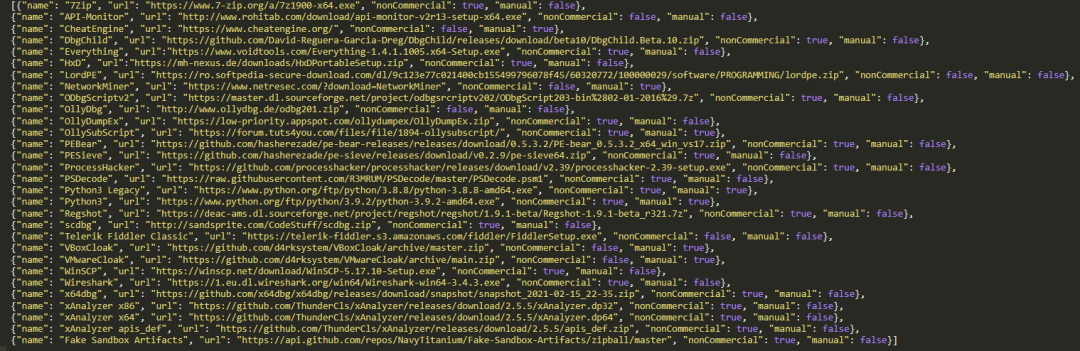 [{"name": "7Zip", "url": "https://www.7-zip.org/a/7z1900-x64.exe", "nonCommercial": true, "manual": false},
{"name": "API-Monitor", "url": "http://www.rohitab.com/download/api-monitor-v2r13-setup-x64.exe", "nonCommercial": false, "manual": false},
{"name": "CheatEngine", "url": "https://www.cheatengine.org/", "nonCommercial": false, "manual": true},
{"name": "DbgChild", "url":"https://github.com/David-Reguera-Garcia-Dreg/DbgChild/releases/download/beta10/DbgChild.Beta.10.zip", "nonCommercial": true, "manual": false},
{"name": "Everything", "url":"https://www.voidtools.com/Everything-1.4.1.1005.x64-Setup.exe", "nonCommercial": true, "manual": false},
{"name": "HxD", "url":"https://mh-nexus.de/downloads/HxDPortableSetup.zip", "nonCommercial": true, "manual": false},
{"name": "LordPE", "url": "https://ro.softpedia-secure-download.com/dl/9c123e77c021400cb155499796078f45/60320772/100000029/software/PROGRAMMING/lordpe.zip", "nonCommercial": true, "manual": false},
{"name": "NetworkMiner", "url": "https://www.netresec.com/?download=NetworkMiner", "nonCommercial": true, "manual": true},
{"name": "ODbgScriptv2", "url": "https://master.dl.sourceforge.net/project/odbgsrcriptv202/ODbgScript203-bin%2802-01-2016%29.7z", "nonCommercial": true, "manual": false},
{"name": "OllyDbg", "url": "http://www.ollydbg.de/odbg201.zip", "nonCommercial": false, "manual": false},
{"name": "OllyDumpEx", "url": "https://low-priority.appspot.com/ollydumpex/OllyDumpEx.zip", "nonCommercial": true, "manual": false},
{"name": "OllySubScript", "url": "https://forum.tuts4you.com/files/file/1894-ollysubscript/", "nonCommercial": true, "manual": true},
{"name": "PEBear", "url": "https://github.com/hasherezade/pe-bear-releases/releases/download/0.5.3.2/PE-bear_0.5.3.2_x64_win_vs17.zip", "nonCommercial": true, "manual": false},
{"name": "PESieve", "url": "https://github.com/hasherezade/pe-sieve/releases/download/v0.2.9/pe-sieve64.zip", "nonCommercial": true, "manual": false},
{"name": "ProcessHacker", "url": "https://github.com/processhacker/processhacker/releases/download/v2.39/processhacker-2.39-setup.exe", "nonCommercial": true, "manual": false},
{"name": "PSDecode", "url": "https://raw.githubusercontent.com/R3MRUM/PSDecode/master/PSDecode.psm1", "nonCommercial": true, "manual": false},
{"name": "Python3 Legacy", "url": "https://www.python.org/ftp/python/3.8.8/python-3.8.8-amd64.exe", "nonCommercial": true, "manual": true},
{"name": "Python3", "url": "https://www.python.org/ftp/python/3.9.2/python-3.9.2-amd64.exe", "nonCommercial": true, "manual": true},
{"name": "Regshot", "url": "https://deac-ams.dl.sourceforge.net/project/regshot/regshot/1.9.1-beta/Regshot-1.9.1-beta_r321.7z", "nonCommercial": true, "manual": false},
{"name": "scdbg", "url": "http://sandsprite.com/CodeStuff/scdbg.zip", "nonCommercial": true, "manual": false},
{"name": "Telerik Fiddler Classic", "url": "https://telerik-fiddler.s3.amazonaws.com/fiddler/FiddlerSetup.exe", "nonCommercial": false, "manual": false},
{"name": "VBoxCloak", "url": "https://github.com/d4rksystem/VBoxCloak/archive/master.zip", "nonCommercial": false, "manual": true},
{"name": "VMwareCloak", "url": "https://github.com/d4rksystem/VMwareCloak/archive/main.zip", "nonCommercial": false, "manual": true},
{"name": "WinSCP", "url": "https://winscp.net/download/WinSCP-5.17.10-Setup.exe", "nonCommercial": true, "manual": false},
{"name": "Wireshark", "url": "https://1.eu.dl.wireshark.org/win64/Wireshark-win64-3.4.3.exe", "nonCommercial": true, "manual": false},
{"name": "x64dbg", "url": "https://github.com/x64dbg/x64dbg/releases/download/snapshot/snapshot_2021-02-15_22-35.zip", "nonCommercial": true, "manual": false},
{"name": "xAnalyzer x86", "url": "https://github.com/ThunderCls/xAnalyzer/releases/download/2.5.5/xAnalyzer.dp32", "nonCommercial": true, "manual": false},
{"name": "xAnalyzer x64", "url": "https://github.com/ThunderCls/xAnalyzer/releases/download/2.5.5/xAnalyzer.dp64", "nonCommercial": true, "manual": false},
{"name": "xAnalyzer apis_def", "url": "https://github.com/ThunderCls/xAnalyzer/releases/download/2.5.5/apis_def.zip", "nonCommercial": true, "manual": false},
{"name": "Fake Sandbox Artifacts", "url": "https://api.github.com/repos/NavyTitanium/Fake-Sandbox-Artifacts/zipball/master", "nonCommercial": true, "manual": false}]